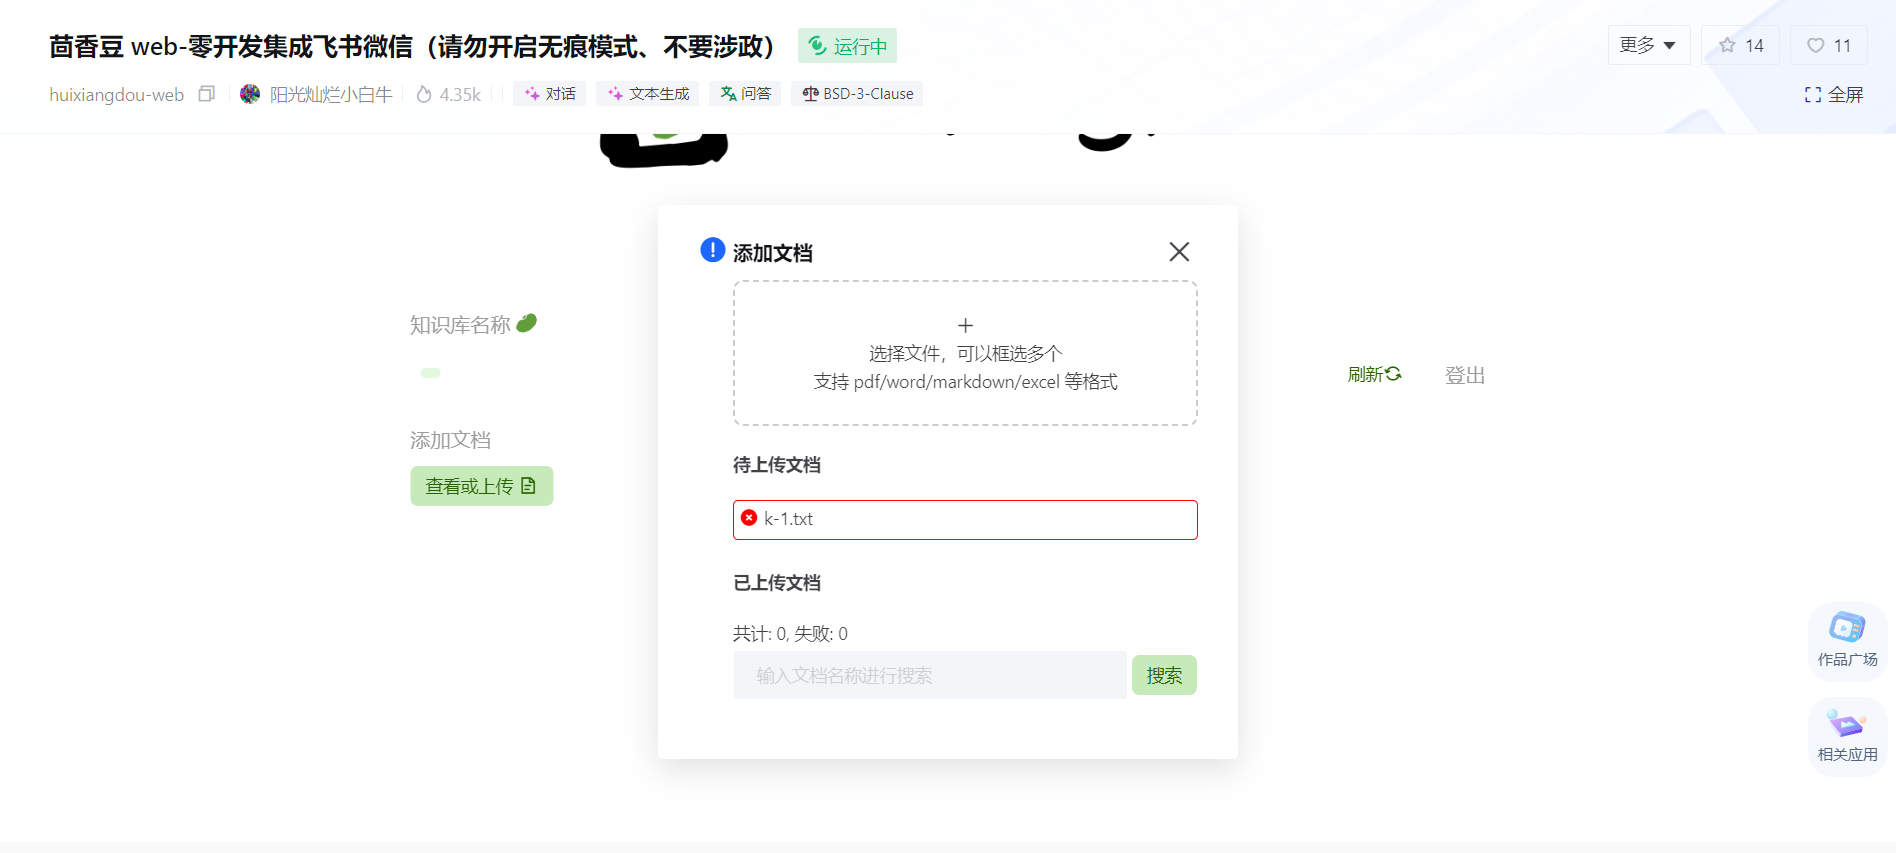 茴香豆 web-零开发集成飞书微信（请勿开启无痕模式、不要涉政） 运行中
更多 14 11
huixiangdou-web 阳光灿烂小白牛 4.35k 对话 文本生成 问答 BSD-3-Clause
全屏
添加文档
选择文件，可以框选多个
支持 pdf/word/markdown/excel 等格式
知识库名称
刷新 登出
添加文档
查看或上传
待上传文档
k-1.txt
已上传文档
共计: 0, 失败: 0
输入文档名称进行搜索 搜索
作品广场
相关应用